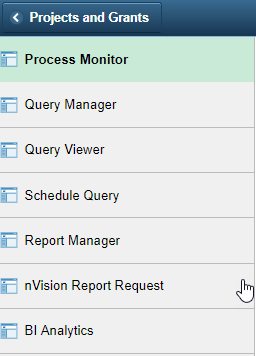 Projects and Grants
Process Monitor
Query Manager
Query Viewer
Schedule Query
Report Manager
nVision Report Request
BI Analytics